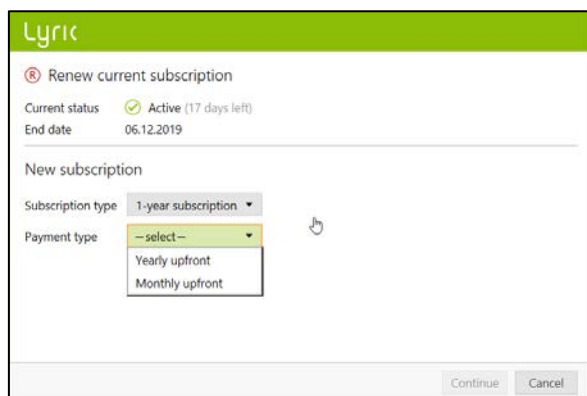 Lyric
R Renew current subscription
Current status Active (17 days left)
End date 06.12.2019
New subscription
Subscription type 1-year subscription
Payment type —select—
Yearly upfront
Monthly upfront
Continue Cancel